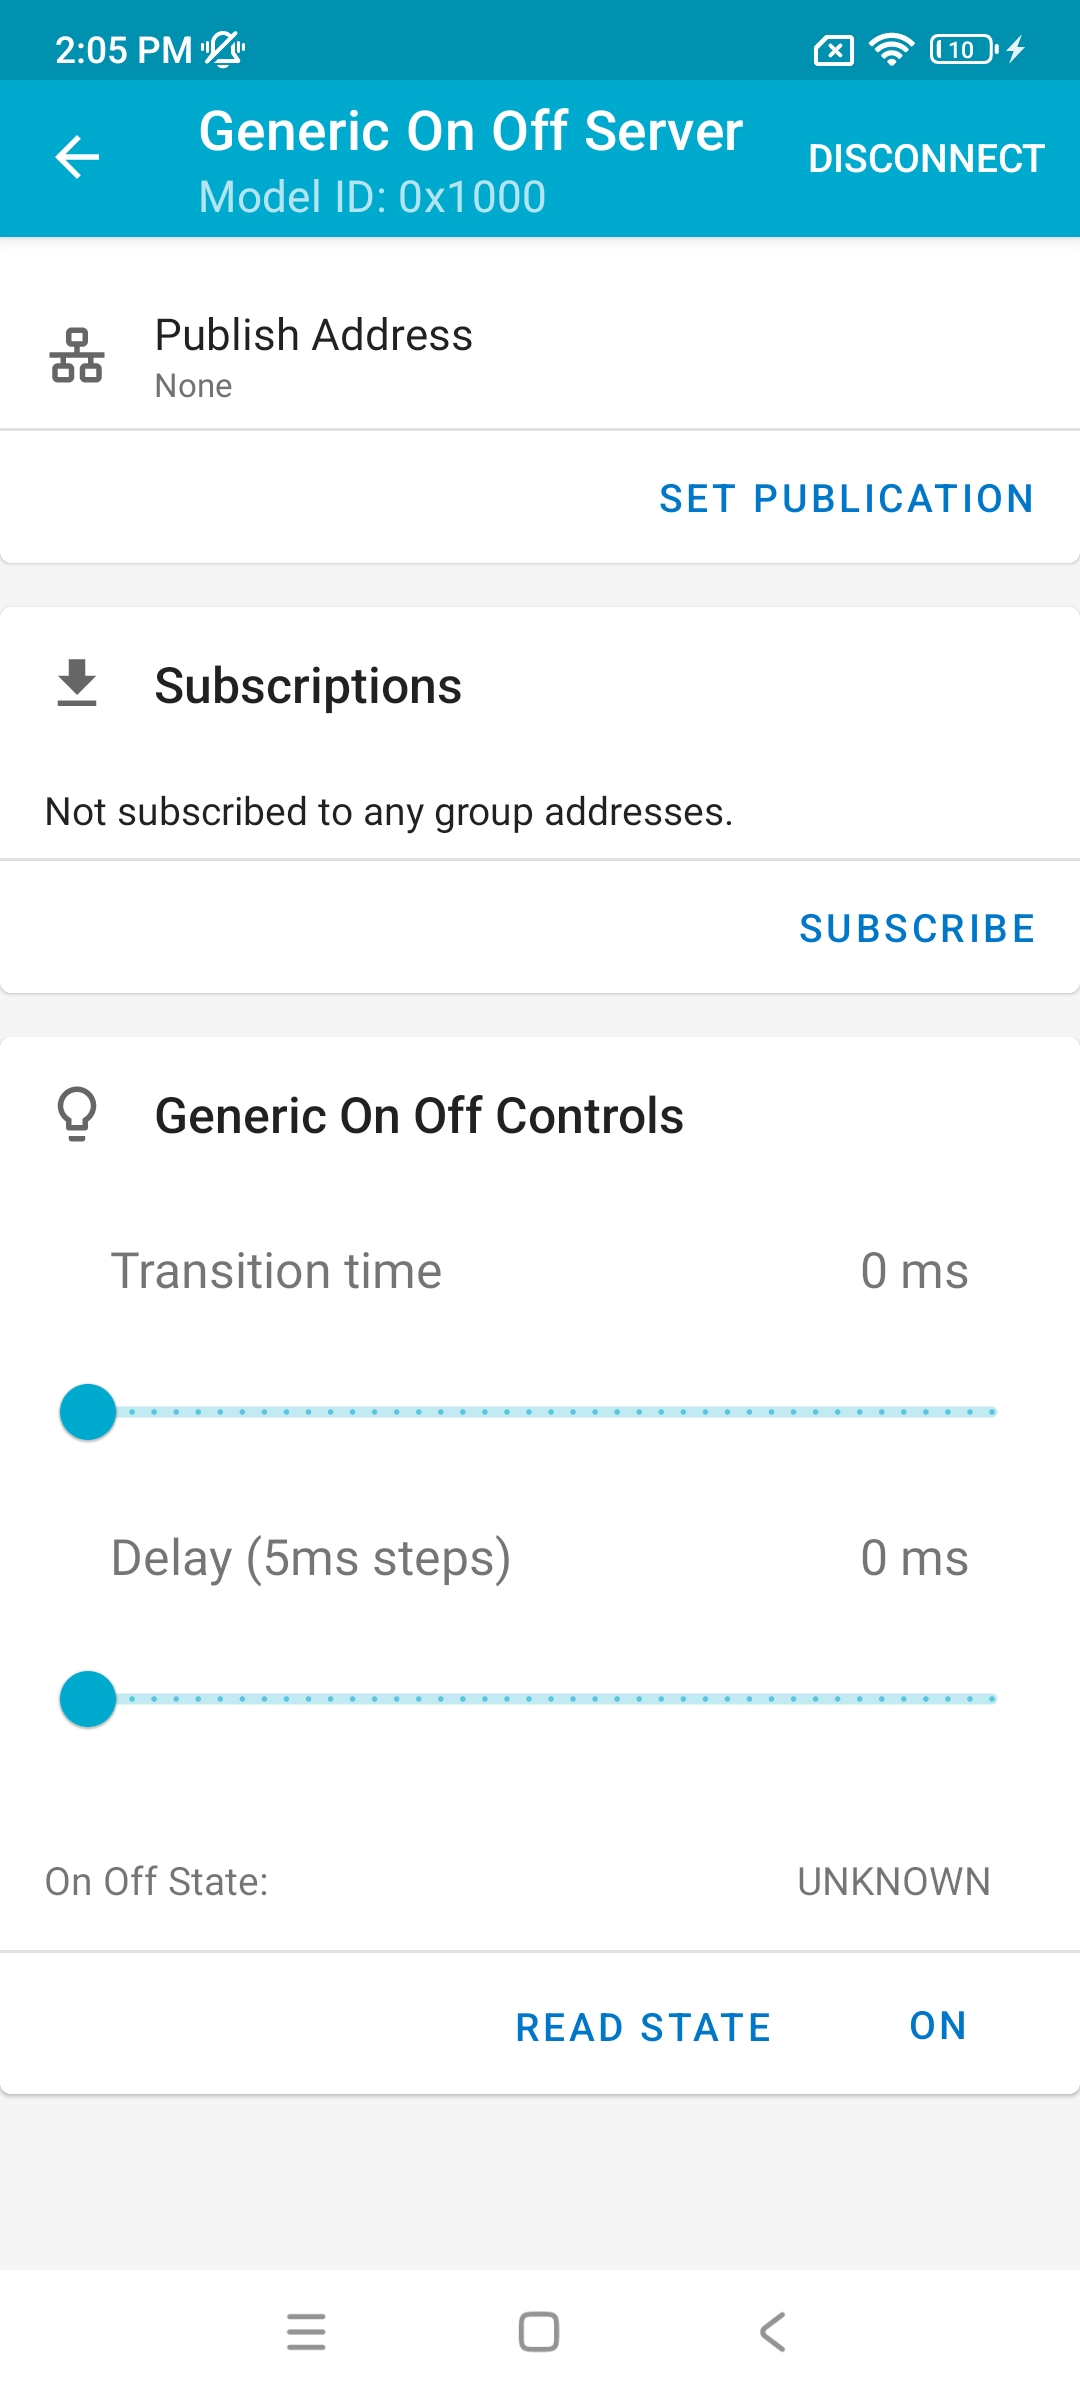 2:05 PM
10
Generic On Off Server
Model ID: 0x1000
DISCONNECT
Publish Address
None
SET PUBLICATION
Subscriptions
Not subscribed to any group addresses.
SUBSCRIBE
Generic On Off Controls
Transition time 0 ms
Delay (5ms steps) 0 ms
On Off State: UNKNOWN
READ STATE ON